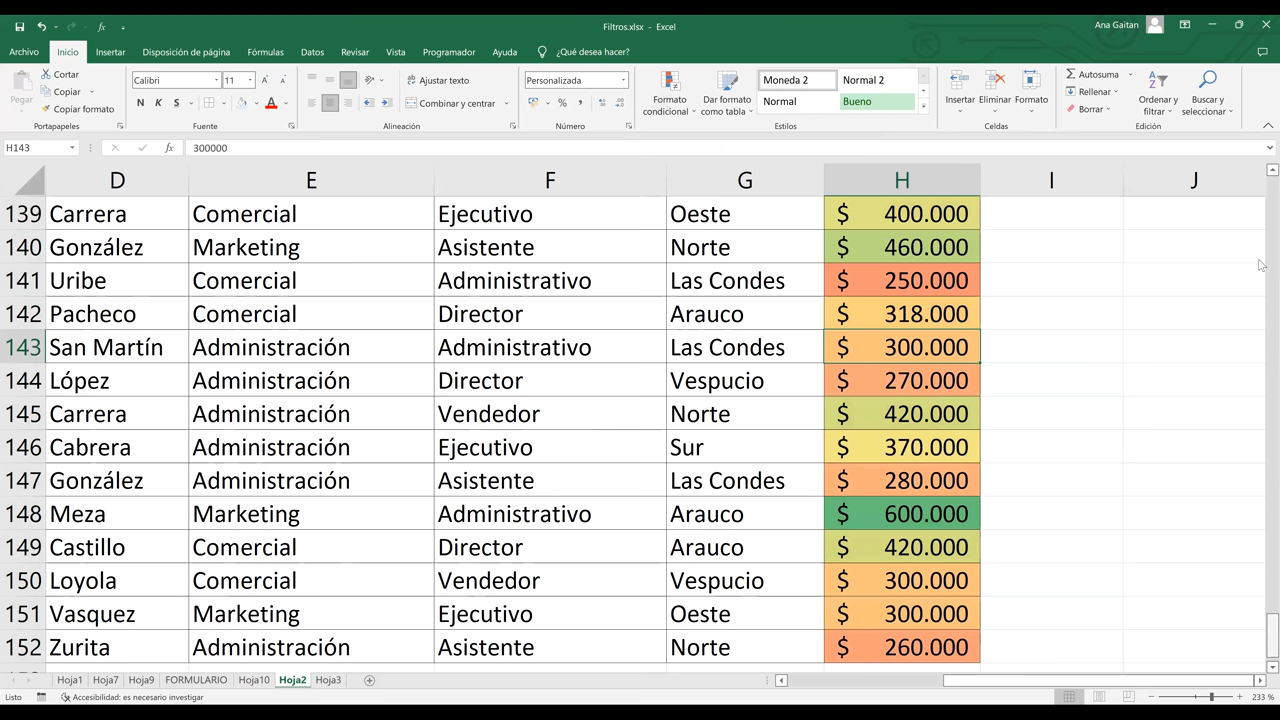 Filtros.xlsx - Excel
Ana Gaitan
Archivo Inicio Insertar Disposición de página Fórmulas Datos Revisar Vista Programador Ayuda ¿Qué desea hacer?
Pegar
Cortar
Copiar
Copiar formato
Portapapeles
Calibri 11
N K S
Fuente
Ajustar texto
Combinar y centrar
Alineación
Personalizada
Número
Formato condicional
Dar formato como tabla
Moneda 2 Normal 2
Normal Bueno
Estilos
Insertar Eliminar Formato
Celdas
Autosuma
Rellenar
Borrar
Ordenar y filtrar
Buscar y seleccionar
Edición
H143 fx 300000
D E F G H I J
139 Carrera Comercial Ejecutivo Oeste $ 400.000
140 González Marketing Asistente Norte $ 460.000
141 Uribe Comercial Administrativo Las Condes $ 250.000
142 Pacheco Comercial Director Arauco $ 318.000
143 San Martín Administración Administrativo Las Condes $ 300.000
144 López Administración Director Vespucio $ 270.000
145 Carrera Administración Vendedor Norte $ 420.000
146 Cabrera Administración Ejecutivo Sur $ 370.000
147 González Administración Asistente Las Condes $ 280.000
148 Meza Marketing Administrativo Arauco $ 600.000
149 Castillo Comercial Director Arauco $ 420.000
150 Loyola Comercial Vendedor Vespucio $ 300.000
151 Vasquez Marketing Ejecutivo Oeste $ 300.000
152 Zurita Administración Asistente Norte $ 260.000
Hoja1 Hoja7 Hoja9 FORMULARIO Hoja10 Hoja2 Hoja3
Listo Accesibilidad: es necesario investigar 233 %